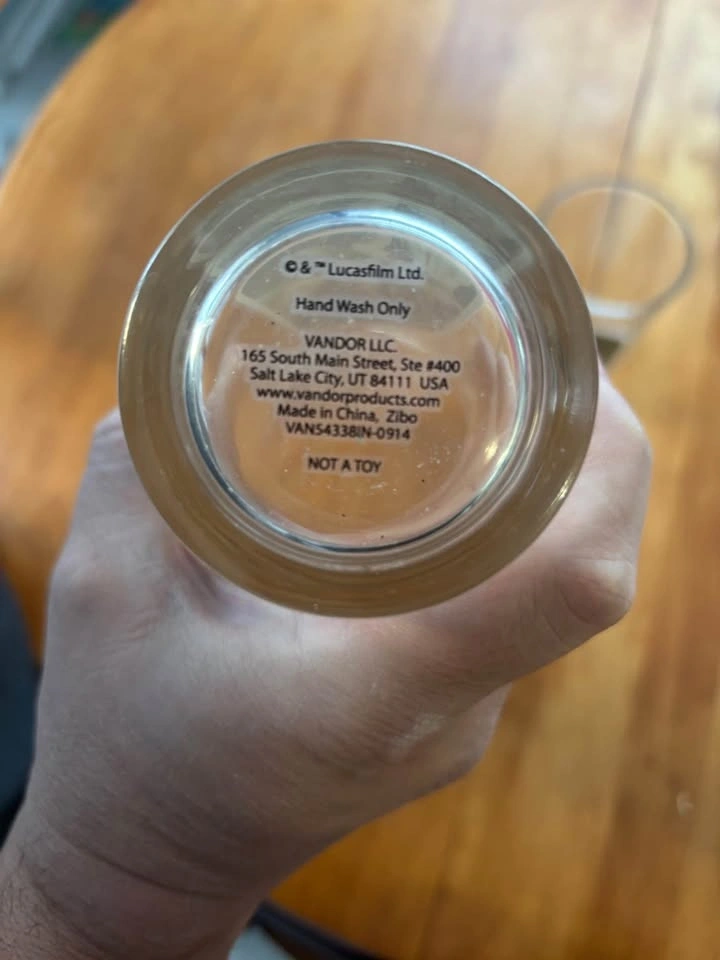 © & ™ Lucasfilm Ltd.
Hand Wash Only
VANDOR LLC.
165 South Main Street, Ste #400
Salt Lake City, UT 84111 USA
www.vandorproducts.com
Made in China, Zibo
VAN54338IN-0914
NOT A TOY